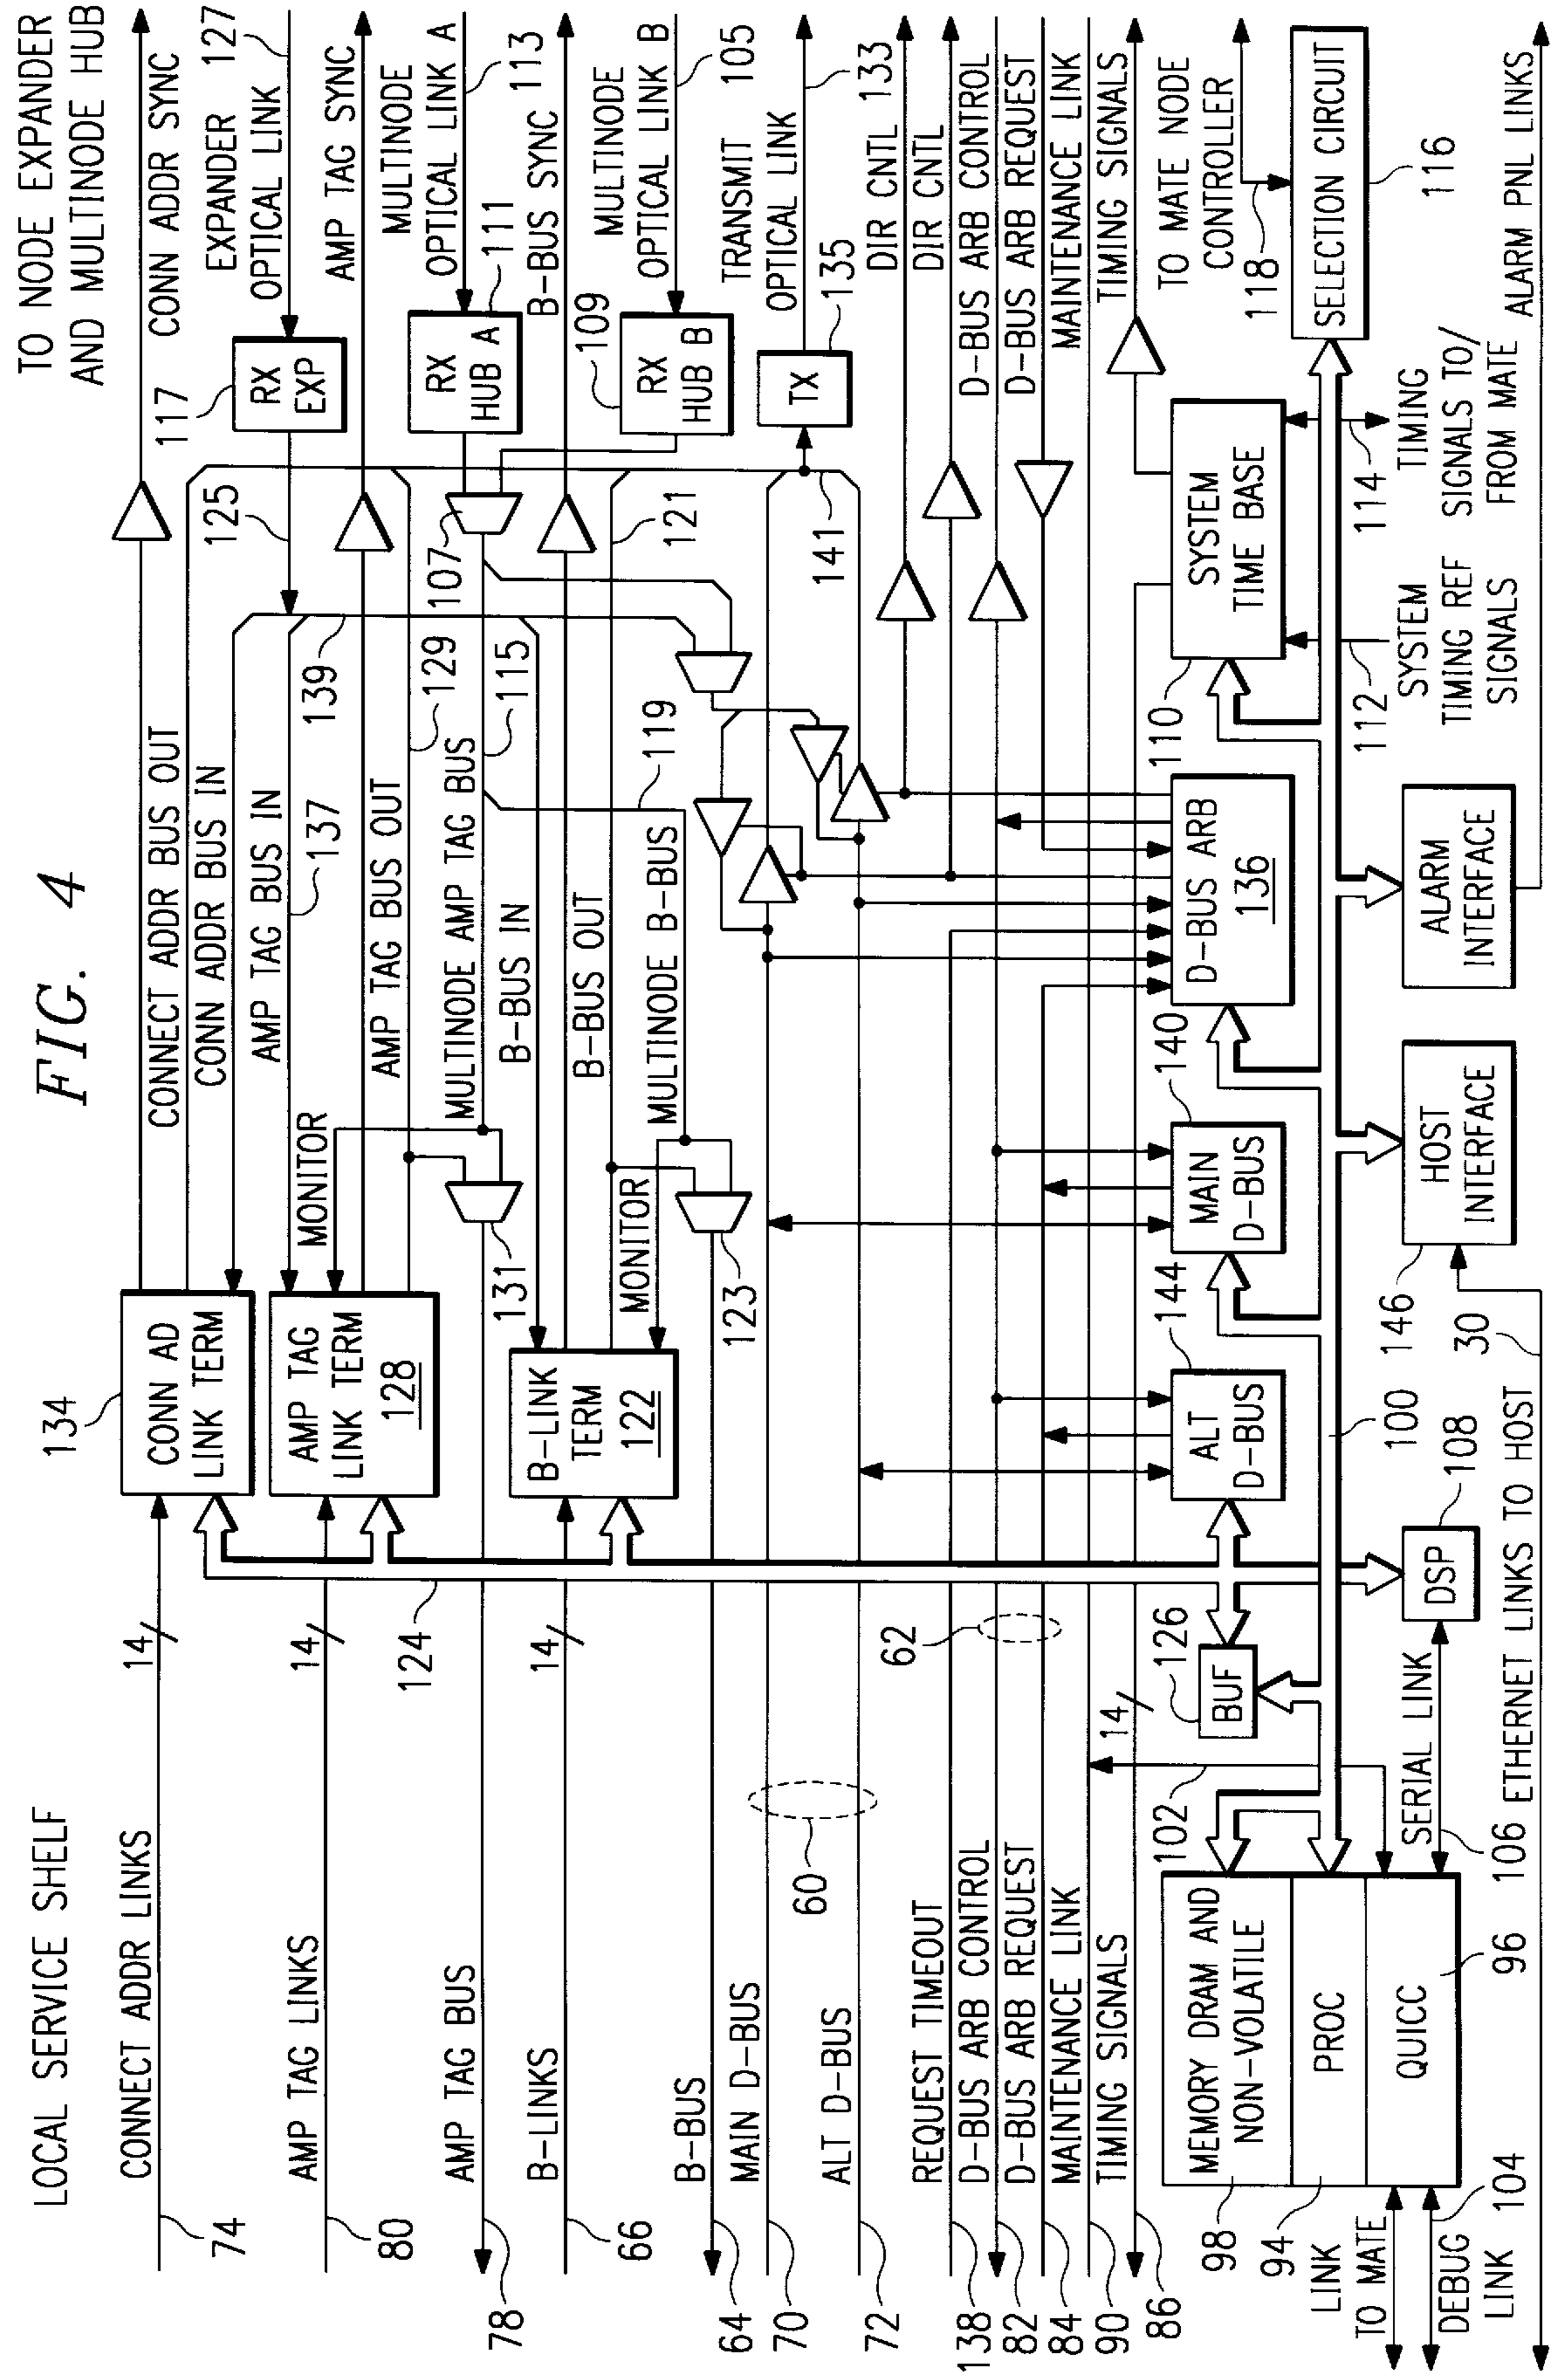 FIG. 4
LOCAL SERVICE SHELF
TO NODE EXPANDER
AND MULTINODE HUB
74
CONNECT ADDR LINKS
14
134
CONN AD
LINK TERM
CONNECT ADDR BUS OUT
CONN ADDR BUS IN
CONN ADDR SYNC
80
AMP TAG LINKS
14
AMP TAG
LINK TERM
128
MONITOR
AMP TAG BUS IN
137
AMP TAG BUS OUT
139
129
125
117
RX
EXP
EXPANDER
OPTICAL LINK
127
AMP TAG SYNC
78
AMP TAG BUS
124
131
MULTINODE AMP TAG BUS
115
107
RX
HUB A
111
MULTINODE
OPTICAL LINK A
113
66
B-LINKS
14
B-LINK
TERM
122
B-BUS IN
B-BUS OUT
121
B-BUS SYNC
MONITOR
MULTINODE B-BUS
119
109
RX
HUB B
MULTINODE
OPTICAL LINK B
105
64
B-BUS
123
70
MAIN D-BUS
60
72
ALT D-BUS
141
TX
135
TRANSMIT
OPTICAL LINK
133
DIR CNTL
DIR CNTL
138
REQUEST TIMEOUT
82
D-BUS ARB CONTROL
62
D-BUS ARB CONTROL
84
D-BUS ARB REQUEST
D-BUS ARB REQUEST
90
MAINTENANCE LINK
MAINTENANCE LINK
86
TIMING SIGNALS
14
TIMING SIGNALS
102
126
BUF
144
ALT
D-BUS
140
MAIN
D-BUS
D-BUS ARB
136
110
SYSTEM
TIME BASE
TO MATE NODE
CONTROLLER
118
SELECTION CIRCUIT
116
98
MEMORY DRAM AND
NON-VOLATILE
94
PROC
QUICC
96
LINK
TO MATE
DEBUG
LINK
104
SERIAL LINK
106
DSP
108
100
146
HOST
INTERFACE
ALARM
INTERFACE
112
SYSTEM
TIMING REF
SIGNALS
114
TIMING
SIGNALS TO/
FROM MATE
ETHERNET LINKS TO HOST
30
ALARM PNL LINKS